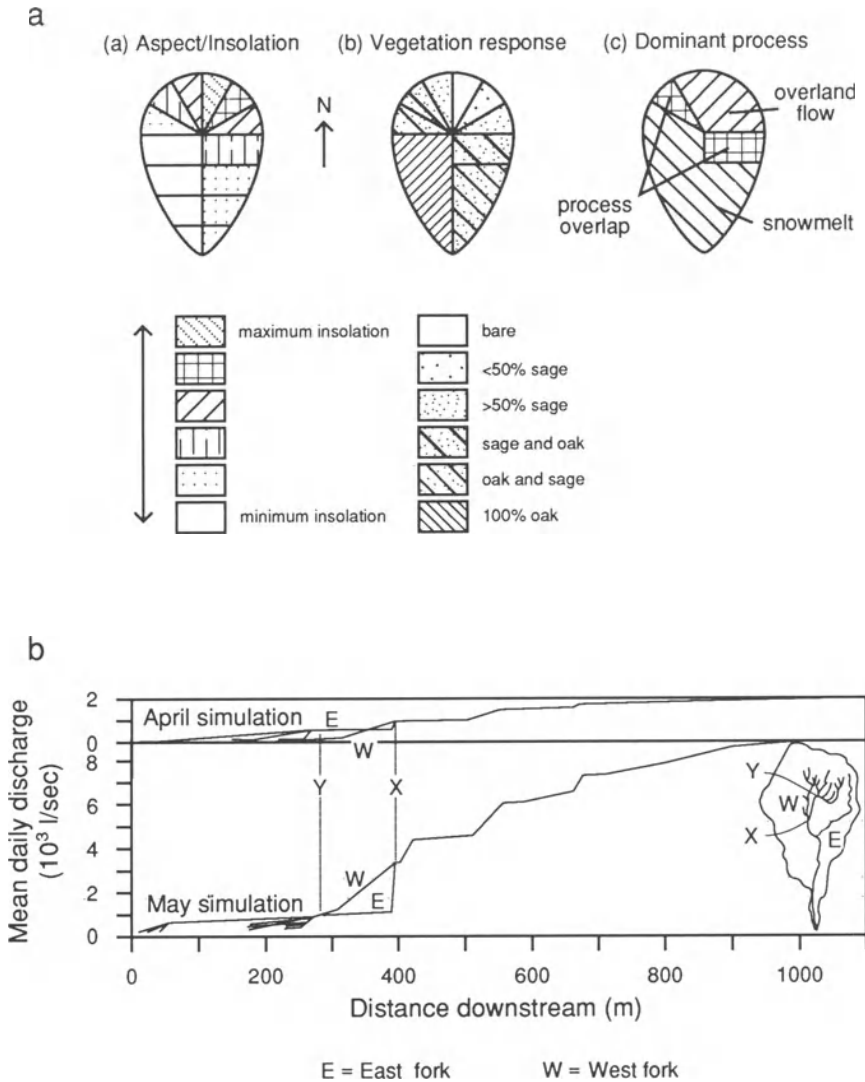 a
(a) Aspect/Insolation
(b) Vegetation response
(c) Dominant process
N
overland
flow
process
overlap
snowmelt
maximum insolation
minimum insolation
bare
<50% sage
>50% sage
sage and oak
oak and sage
100% oak
b
Mean daily discharge
(10³ l/sec)
2
0
8
6
4
2
0
April simulation
E
W
Y
X
W
E
May simulation
Y
W
X
E
0 200 400 600 800 1000
Distance downstream (m)
E = East fork W = West fork